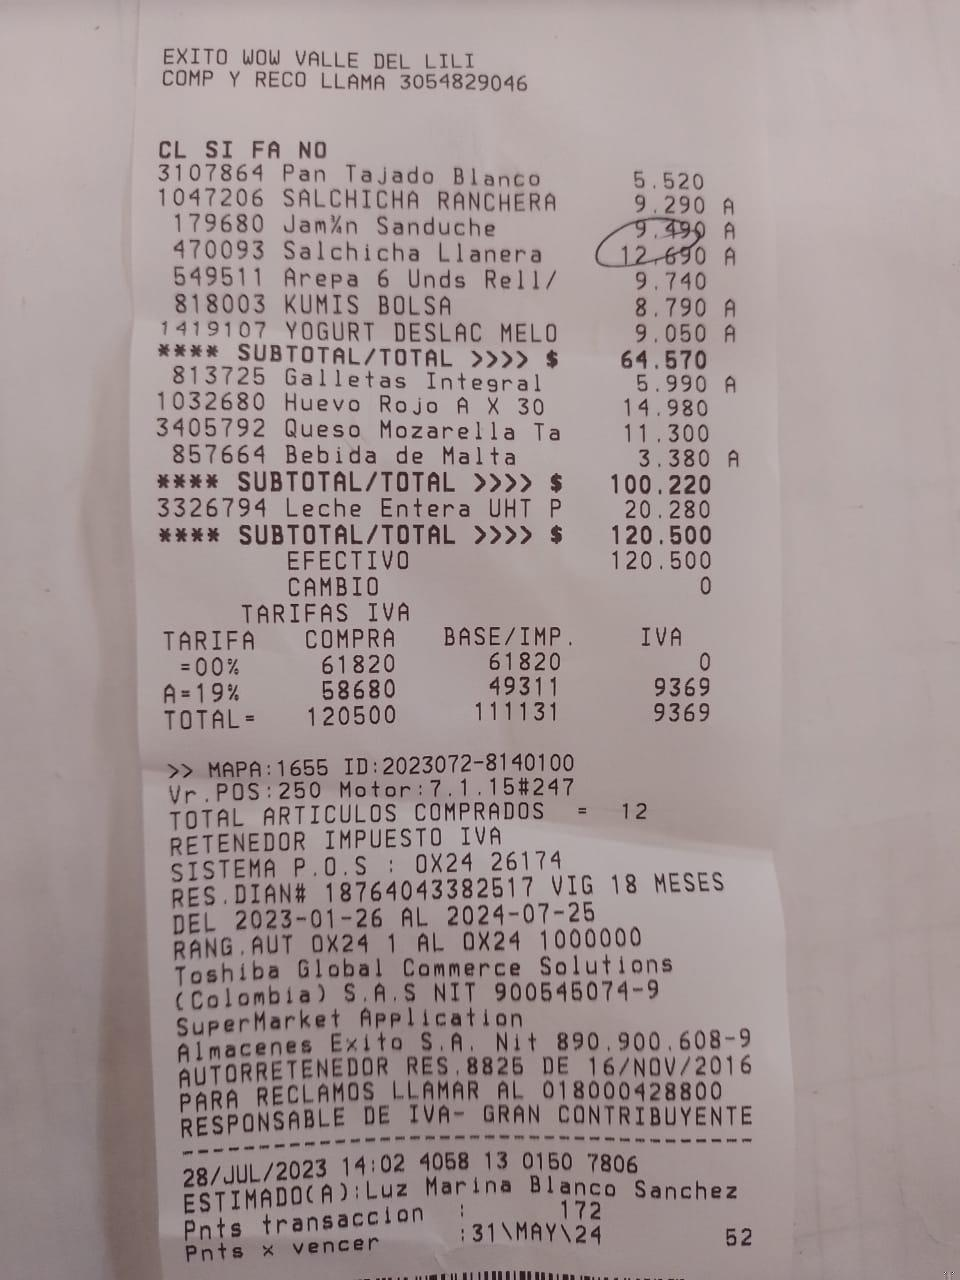 EXITO WOW VALLE DEL LILI
COMP Y RECO LLAMA 3054829046
CL SI FA NO
3107864 Pan Tajado Blanco 5.520
1047206 SALCHICHA RANCHERA 9.290 A
179680 Jam%n Sanduche 9.490 A
470093 Salchicha Llanera 12.690 A
549511 Arepa 6 Unds Rell/ 9.740
818003 KUMIS BOLSA 8.790 A
1419107 YOGURT DESLAC MELO 9.050 A
**** SUBTOTAL/TOTAL >>>> $ 64.570
813725 Galletas Integral 5.990 A
1032680 Huevo Rojo A X 30 14.980
3405792 Queso Mozarella Ta 11.300
857664 Bebida de Malta 3.380 A
**** SUBTOTAL/TOTAL >>>> $ 100.220
3326794 Leche Entera UHT P 20.280
**** SUBTOTAL/TOTAL >>>> $ 120.500
EFECTIVO 120.500
CAMBIO 0
TARIFAS IVA
TARIFA COMPRA BASE/IMP. IVA
=00% 61820 61820 0
A=19% 58680 49311 9369
TOTAL= 120500 111131 9369
>> MAPA:1655 ID:2023072-8140100
Vr.POS:250 Motor:7.1.15#247
TOTAL ARTICULOS COMPRADOS = 12
RETENEDOR IMPUESTO IVA
SISTEMA P.O.S : OX24 26174
RES.DIAN# 18764043382517 VIG 18 MESES
DEL 2023-01-26 AL 2024-07-25
RANG.AUT OX24 1 AL OX24 1000000
Toshiba Global Commerce Solutions
(Colombia) S.A.S NIT 900545074-9
SuperMarket Application
Almacenes Exito S.A. Nit 890.900.608-9
AUTORRETENEDOR RES.8825 DE 16/NOV/2016
PARA RECLAMOS LLAMAR AL 018000428800
RESPONSABLE DE IVA- GRAN CONTRIBUYENTE
--------------------------------------
28/JUL/2023 14:02 4058 13 0150 7806
ESTIMADO(A):Luz Marina Blanco Sanchez
Pnts transaccion : 172
Pnts x vencer :31\MAY\24 52